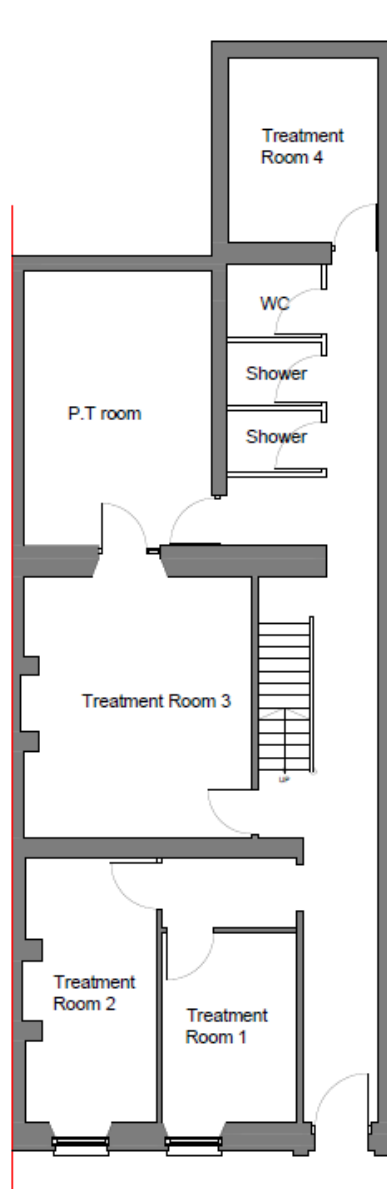 Treatment
Room 4
WC
Shower
P.T room
Shower
Treatment Room 3
UP
Treatment
Room 2
Treatment
Room 1